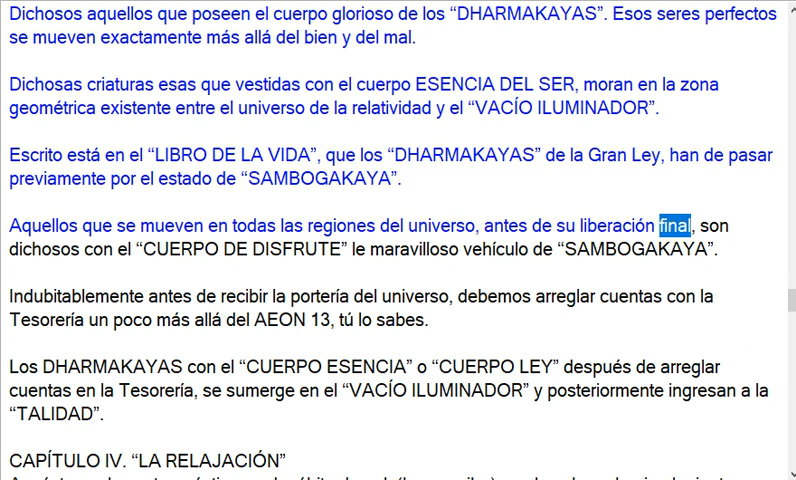 Dichosos aquellos que poseen el cuerpo glorioso de los “DHARMAKAYAS”. Esos seres perfectos
se mueven exactamente más allá del bien y del mal.
Dichosas criaturas esas que vestidas con el cuerpo ESENCIA DEL SER, moran en la zona
geométrica existente entre el universo de la relatividad y el “VACÍO ILUMINADOR”.
Escrito está en el “LIBRO DE LA VIDA”, que los “DHARMAKAYAS” de la Gran Ley, han de pasar
previamente por el estado de “SAMBOGAKAYA”.
Aquellos que se mueven en todas las regiones del universo, antes de su liberación final, son
dichosos con el “CUERPO DE DISFRUTE” le maravilloso vehículo de “SAMBOGAKAYA”.
Indubitablemente antes de recibir la portería del universo, debemos arreglar cuentas con la
Tesorería un poco más allá del AEON 13, tú lo sabes.
Los DHARMAKAYAS con el “CUERPO ESENCIA” o “CUERPO LEY” después de arreglar
cuentas en la Tesorería, se sumerge en el “VACÍO ILUMINADOR” y posteriormente ingresan a la
“TALIDAD”.
CAPÍTULO IV. “LA RELAJACIÓN”